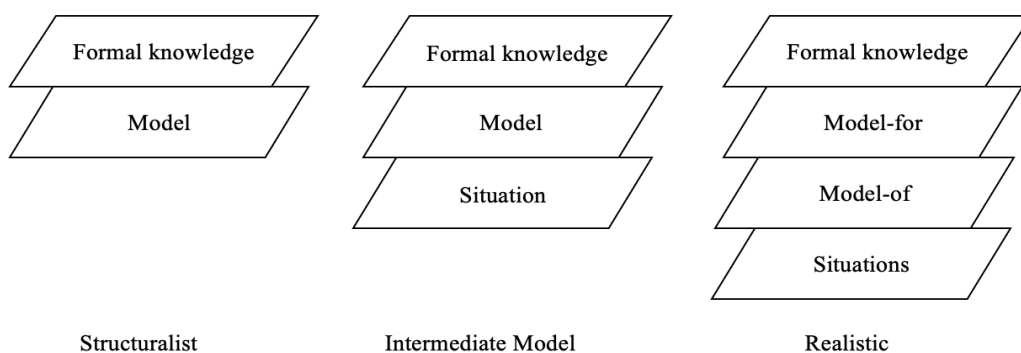 Formal knowledge
Model
Structuralist
Formal knowledge
Model
Situation
Intermediate Model
Formal knowledge
Model-for
Model-of
Situations
Realistic